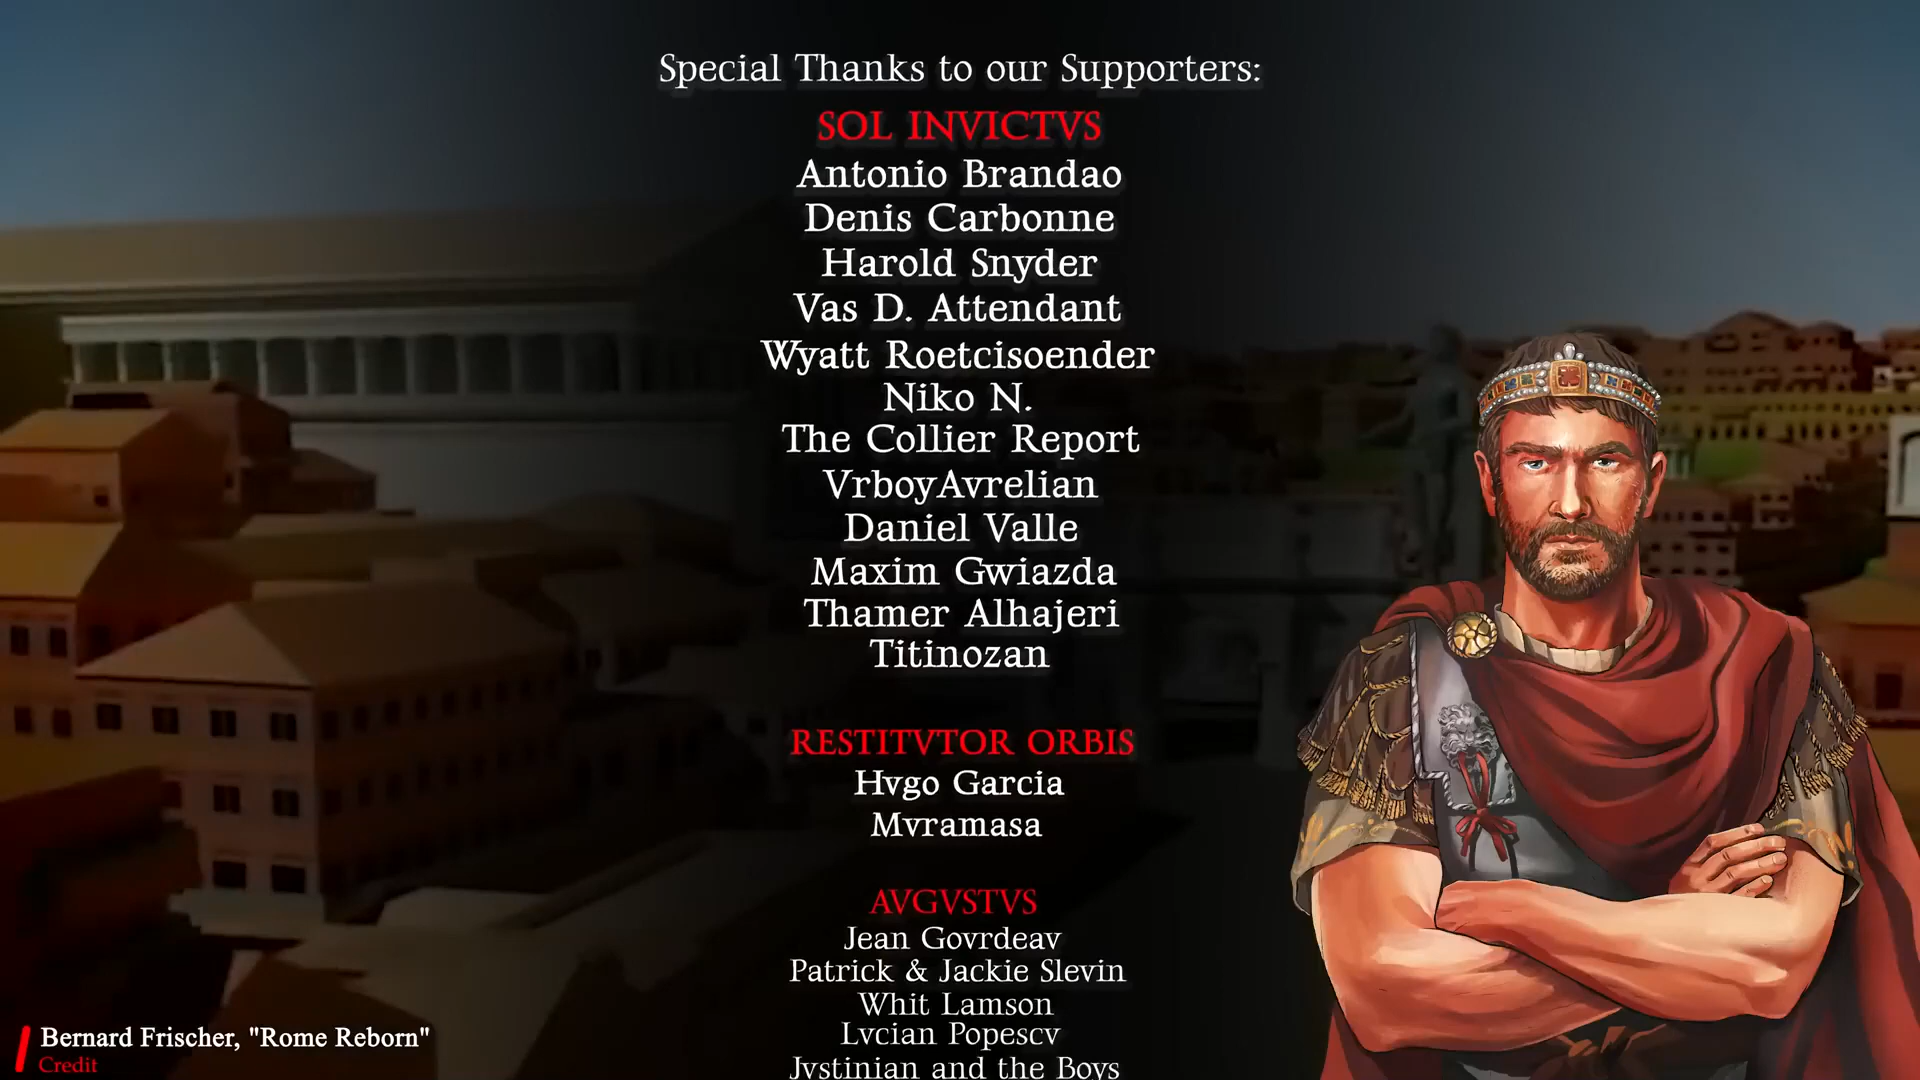 Special Thanks to our Supporters:
SOL INVICTVS
Antonio Brandao
Denis Carbonne
Harold Snyder
Vas D. Attendant
Wyatt Roetcisoender
Niko N.
The Collier Report
VrboyAvrelian
Daniel Valle
Maxim Gwiazda
Thamer Alhajeri
Titinozan
RESTITVTOR ORBIS
Hvgo Garcia
Mvramasa
AVGVSTVS
Jean Govrdeav
Patrick & Jackie Slevin
Whit Lamson
Lvcian Popescv
Jvstinian and the Boys
Bernard Frischer, "Rome Reborn"
Credit